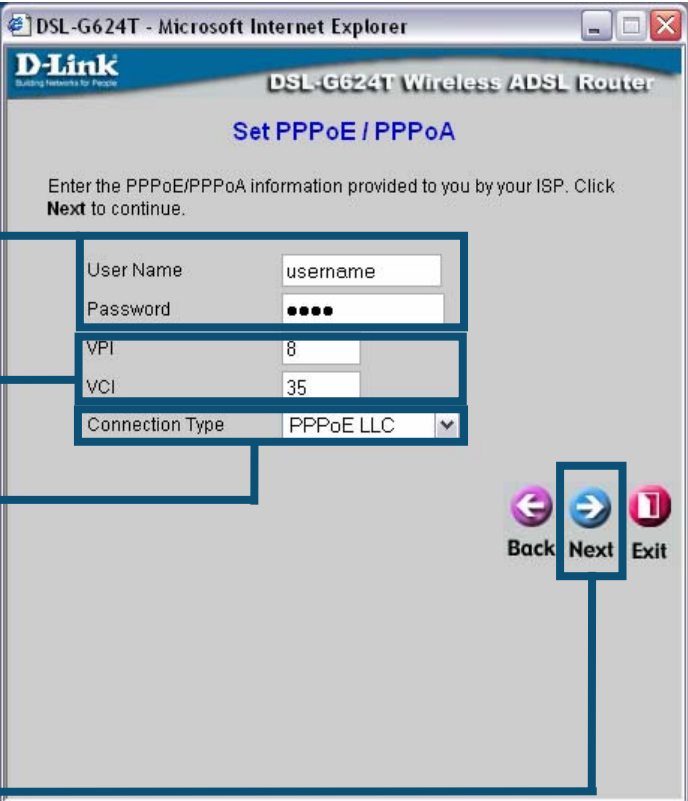 DSL-G624T - Microsoft Internet Explorer
D-Link
Building Networks for People
DSL-G624T Wireless ADSL Router
Set PPPoE / PPPoA
Enter the PPPoE/PPPoA information provided to you by your ISP. Click
Next to continue.
User Name username
Password ●●●●
VPI 8
VCI 35
Connection Type PPPoE LLC
Back Next Exit